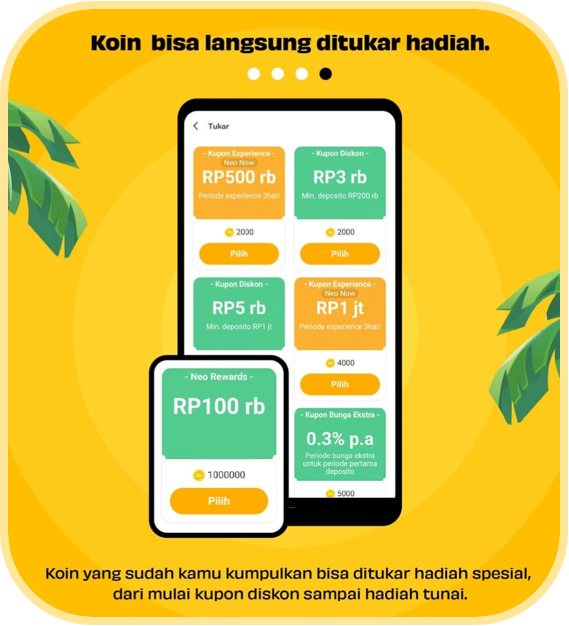 Koin bisa langsung ditukar hadiah.
Tukar
- Kupon Experience -
Neo Now
RP500 rb
Periode experience 3hari
2000
Pilih
- Kupon Diskon -
RP3 rb
Min. deposito RP200 rb
2000
Pilih
- Kupon Diskon -
RP5 rb
Min. deposito RP1 jt
- Kupon Experience -
Neo Now
RP1 jt
Periode experience 3hari
4000
Pilih
- Neo Rewards -
RP100 rb
1000000
Pilih
- Kupon Bunga Ekstra -
0.3% p.a
Periode bunga ekstra
untuk periode pertama
deposito
5000
Koin yang sudah kamu kumpulkan bisa ditukar hadiah spesial,
dari mulai kupon diskon sampai hadiah tunai.